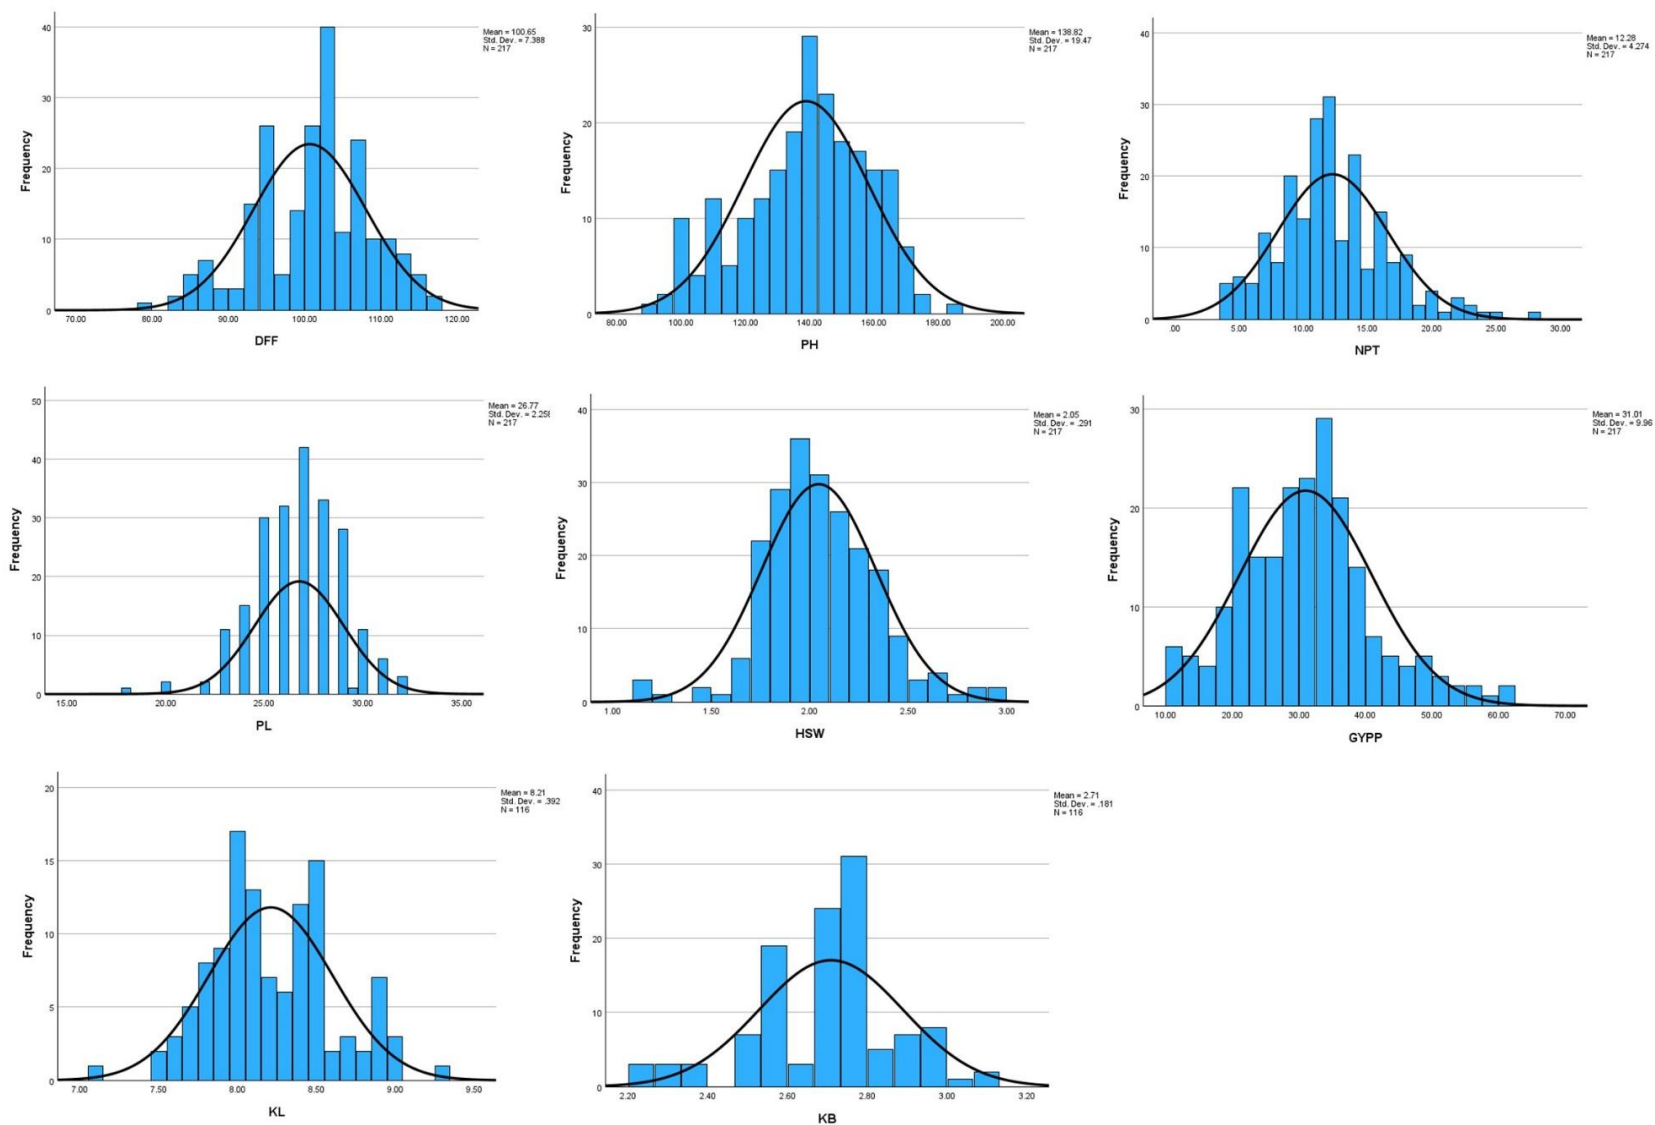 40
30
20
10
0
Frequency
70.00 80.00 90.00 100.00 110.00 120.00
DFF
Mean = 100.65
Std. Dev. = 7.388
N = 217
30
20
10
0
Frequency
80.00 100.00 120.00 140.00 160.00 180.00 200.00
PH
Mean = 138.82
Std. Dev. = 19.47
N = 217
40
30
20
10
0
Frequency
.00 5.00 10.00 15.00 20.00 25.00 30.00
NPT
Mean = 12.28
Std. Dev. = 4.274
N = 217
50
40
30
20
10
0
Frequency
15.00 20.00 25.00 30.00 35.00
PL
Mean = 26.77
Std. Dev. = 2.25
N = 217
40
30
20
10
0
Frequency
1.00 1.50 2.00 2.50 3.00
HSW
Mean = 2.05
Std. Dev. = .291
N = 217
30
20
10
0
Frequency
10.00 20.00 30.00 40.00 50.00 60.00 70.00
GYPP
Mean = 31.01
Std. Dev. = 9.96
N = 217
20
15
10
5
0
Frequency
7.00 7.50 8.00 8.50 9.00 9.50
KL
Mean = 8.21
Std. Dev. = .392
N = 116
40
30
20
10
0
Frequency
2.20 2.40 2.60 2.80 3.00 3.20
KB
Mean = 2.71
Std. Dev. = .181
N = 116